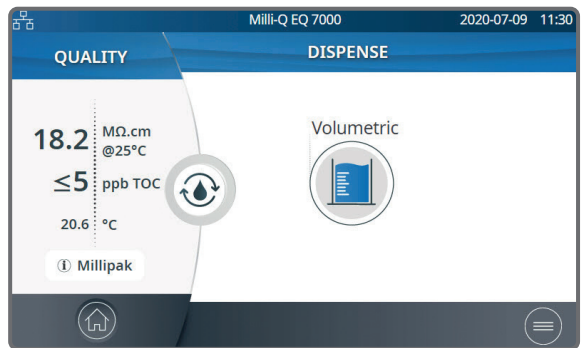 Milli-Q EQ 7000 2020-07-09 11:30
QUALITY
DISPENSE
18.2 MΩ.cm
@25°C
≤5 ppb TOC
20.6 °C
i Millipak
Volumetric